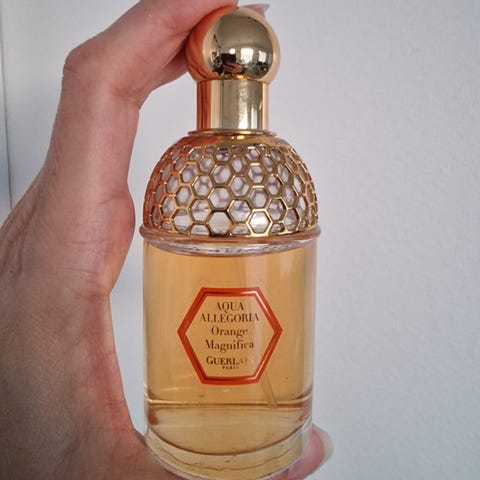 AQUA
ALLEGORIA
Orange
Magnifica
GUERLAIN
PARIS